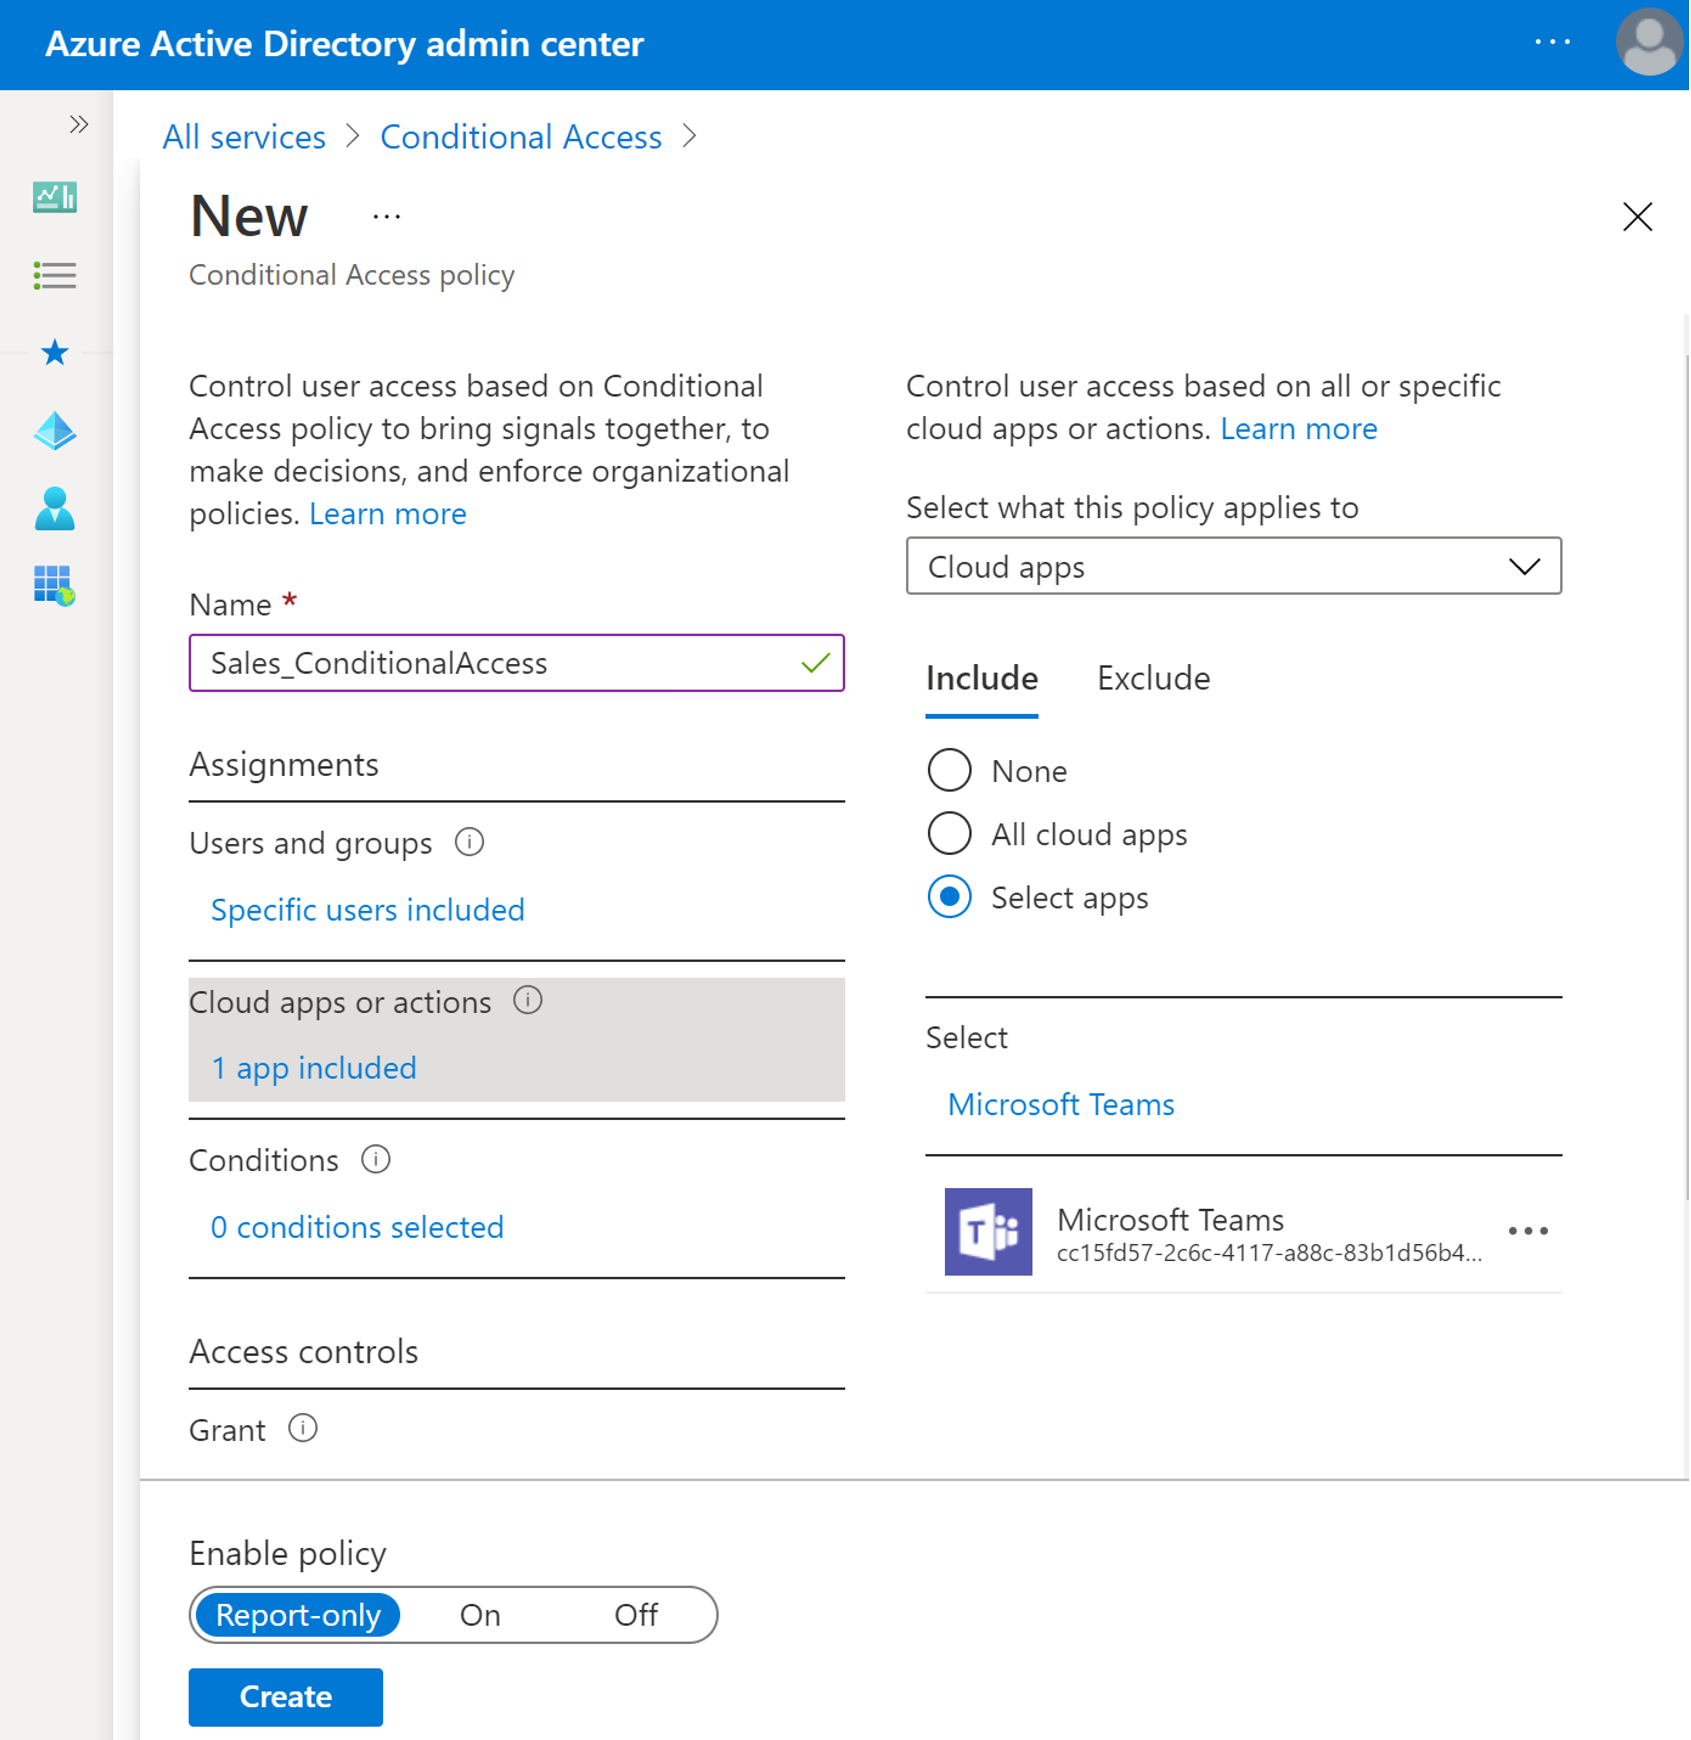 Azure Active Directory admin center
All services > Conditional Access >
New ...
Conditional Access policy
Control user access based on Conditional
Access policy to bring signals together, to
make decisions, and enforce organizational
policies. Learn more
Name *
Sales_ConditionalAccess
Assignments
Users and groups
Specific users included
Cloud apps or actions
1 app included
Conditions
0 conditions selected
Access controls
Grant
Control user access based on all or specific
cloud apps or actions. Learn more
Select what this policy applies to
Cloud apps
Include Exclude
None
All cloud apps
Select apps
Select
Microsoft Teams
Microsoft Teams
cc15fd57-2c6c-4117-a88c-83b1d56b4...
Enable policy
Report-only On Off
Create